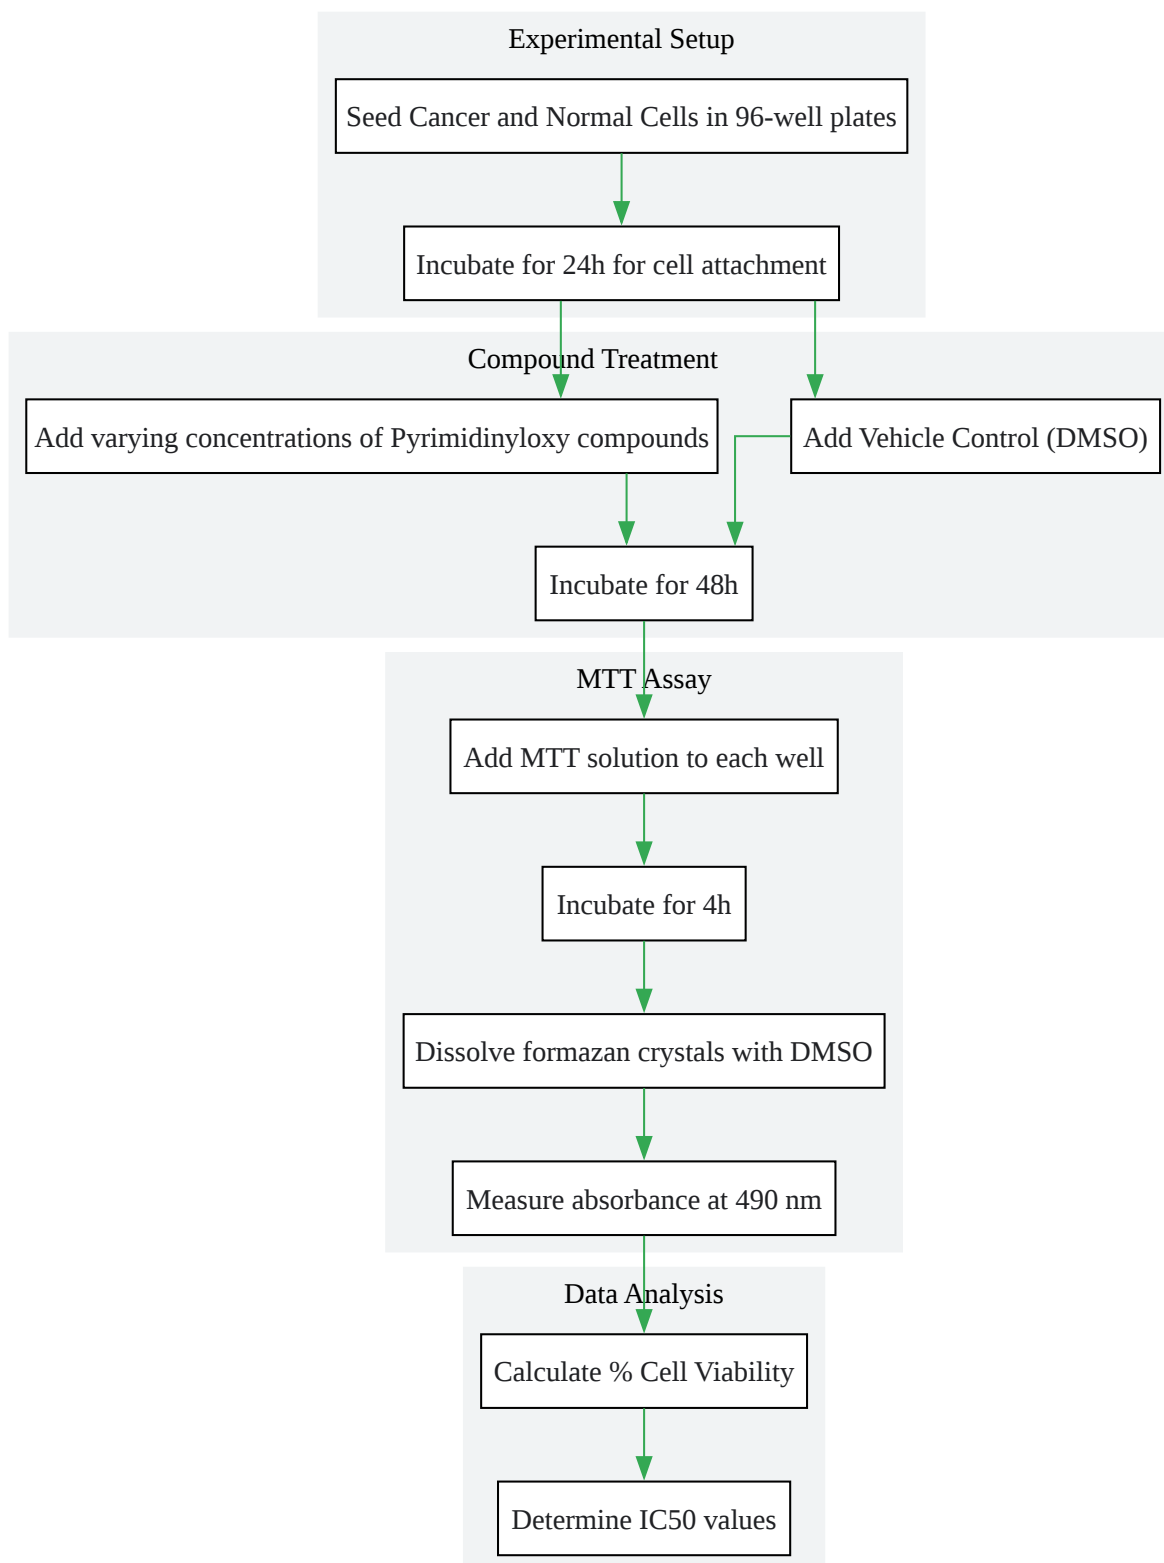 Experimental Setup
Seed Cancer and Normal Cells in 96-well plates
Incubate for 24h for cell attachment
Compound Treatment
Add varying concentrations of Pyrimidinyloxy compounds
Add Vehicle Control (DMSO)
Incubate for 48h
MTT Assay
Add MTT solution to each well
Incubate for 4h
Dissolve formazan crystals with DMSO
Measure absorbance at 490 nm
Data Analysis
Calculate % Cell Viability
Determine IC50 values